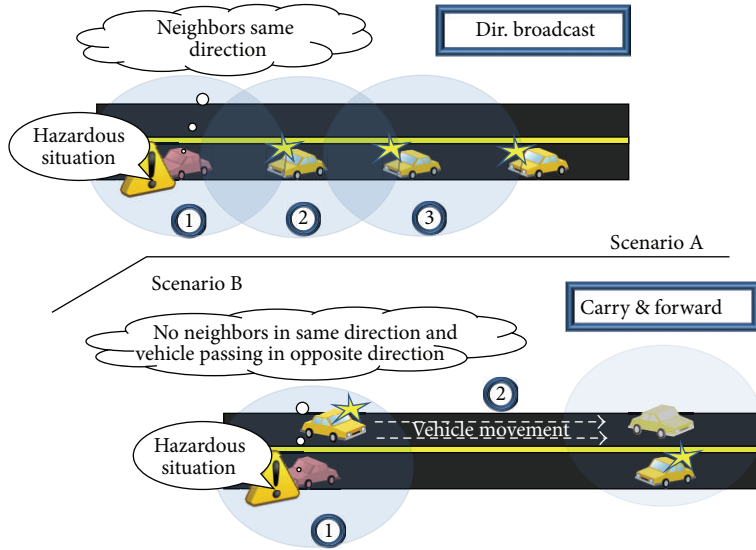 Neighbors same
direction
Dir. broadcast
Hazardous
situation
1
2
3
Scenario A
Scenario B
Carry & forward
No neighbors in same direction and
vehicle passing in opposite direction
2
Vehicle movement
Hazardous
situation
1